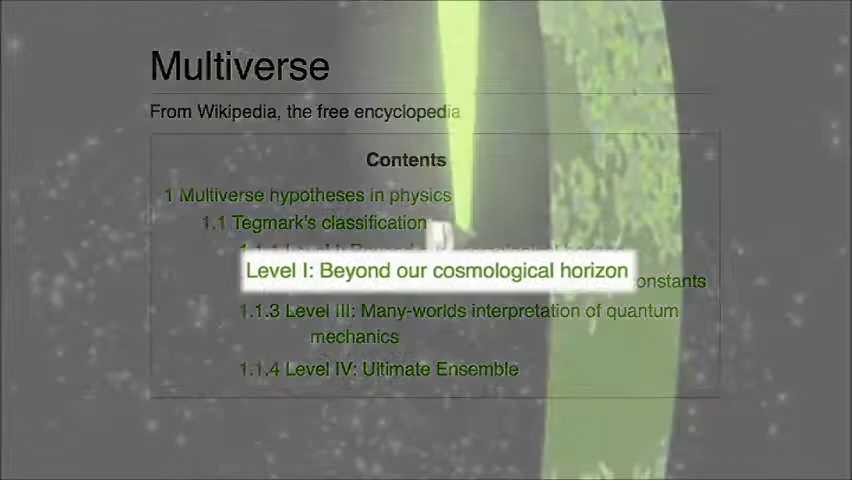 Multiverse
From Wikipedia, the free encyclopedia
Contents
1 Multiverse hypotheses in physics
1.1 Tegmark's classification
Level I: Beyond our cosmological horizon
onstants
1.1.3 Level III: Many-worlds interpretation of quantum
mechanics
1.1.4 Level IV: Ultimate Ensemble